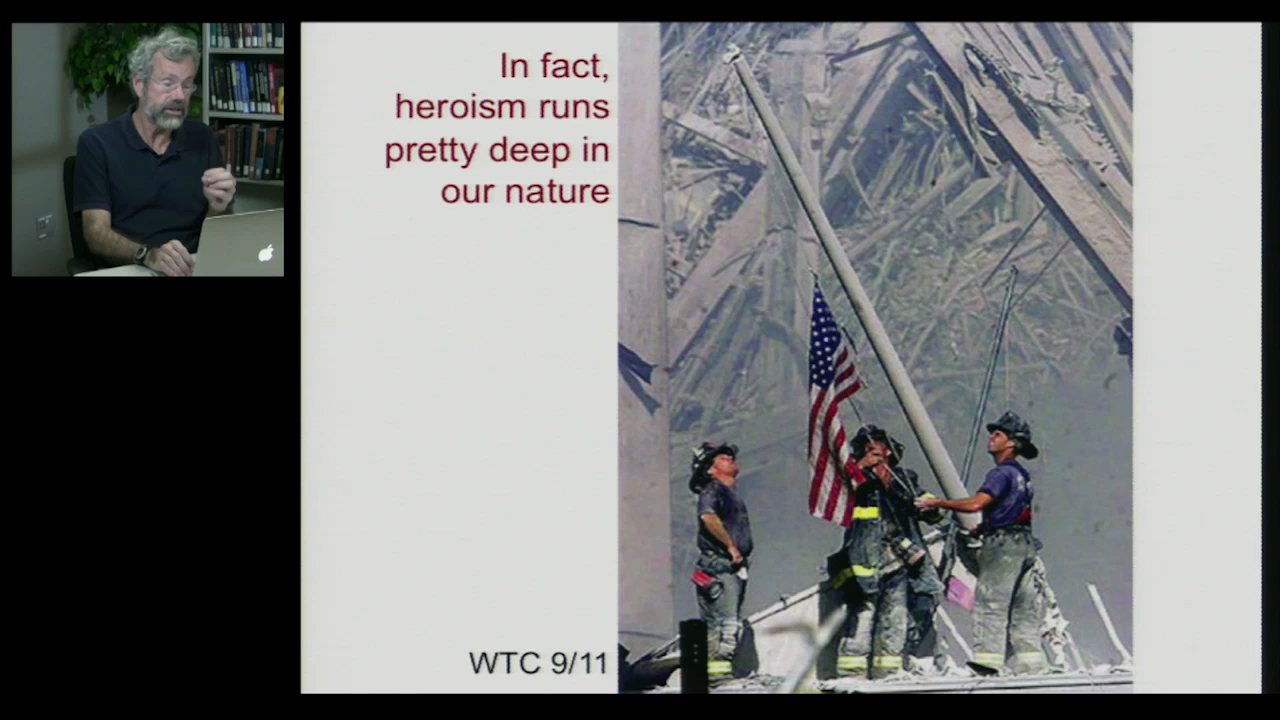 In fact,
heroism runs
pretty deep in
our nature
WTC 9/11